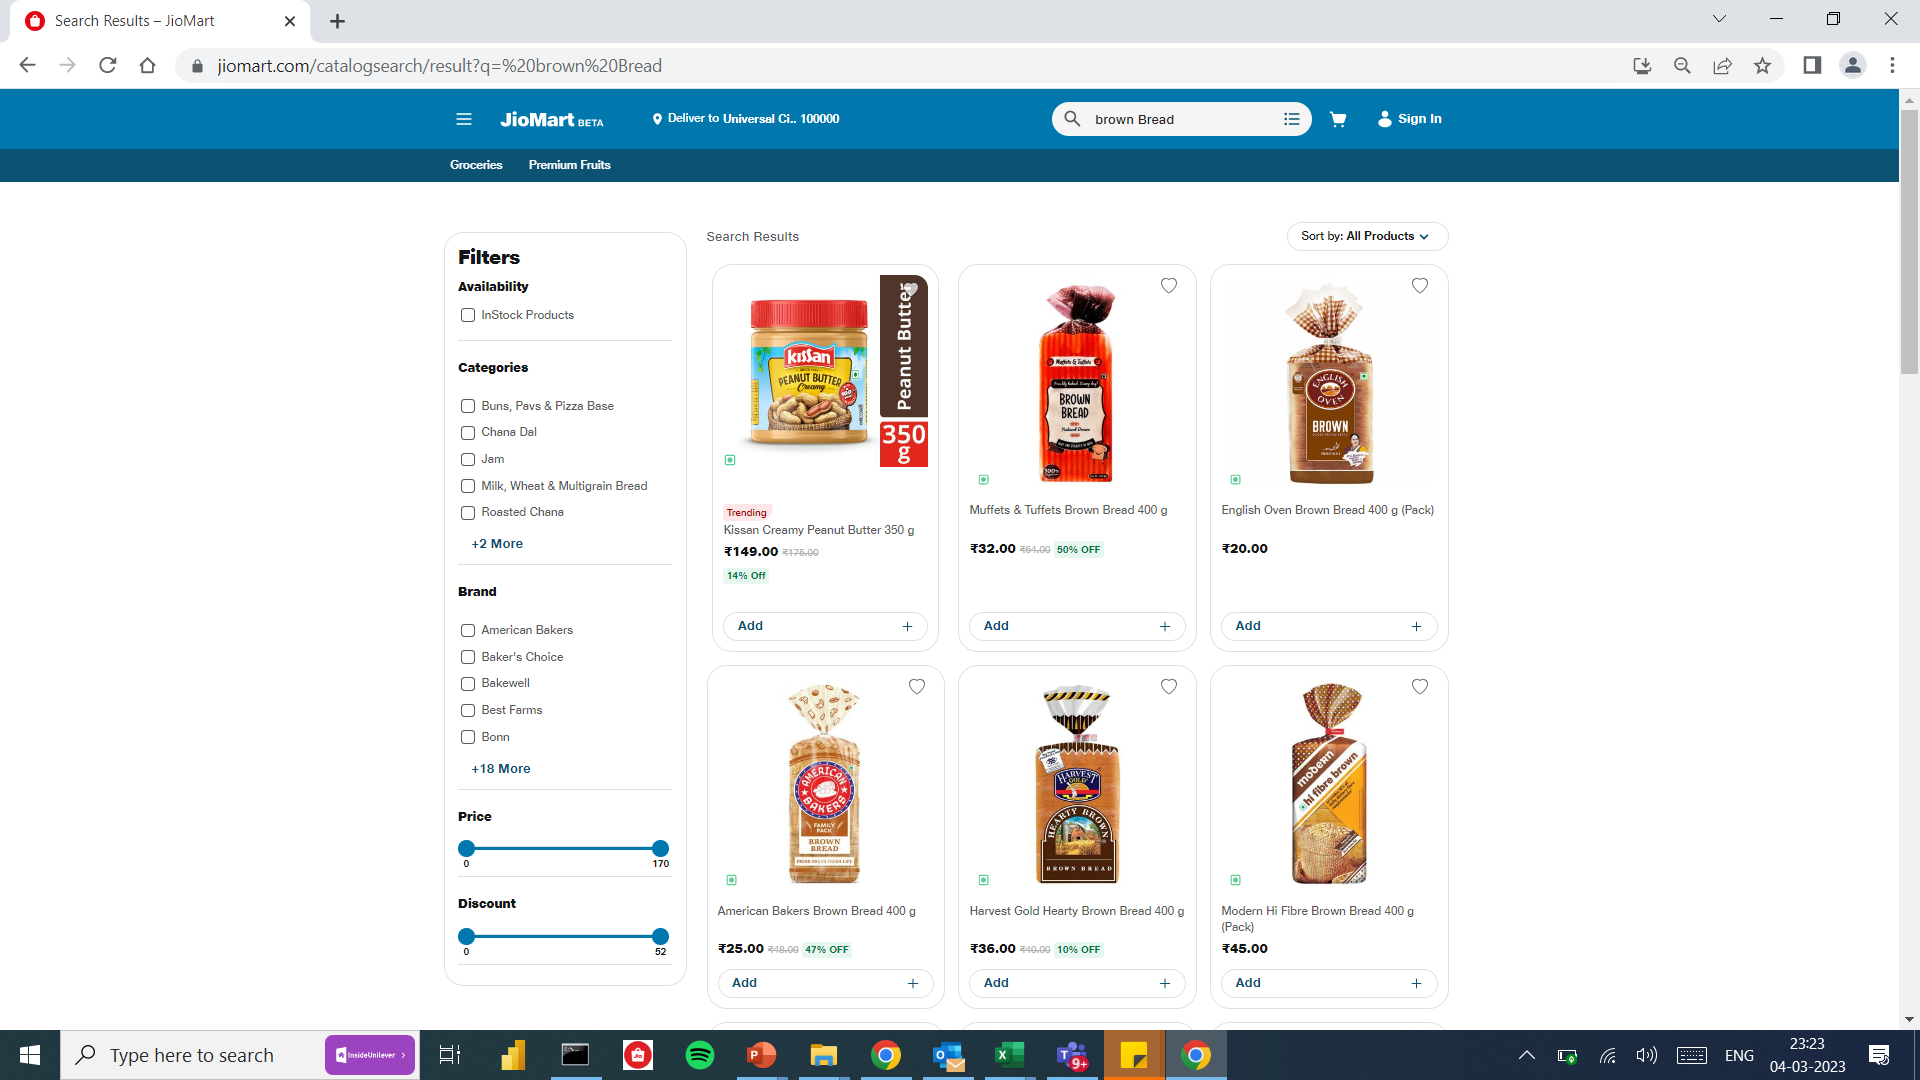 Search Results – JioMart
jiomart.com/catalogsearch/result?q=%20brown%20Bread
JioMart BETA
Deliver to Universal Ci.. 100000
brown Bread
Sign In
Groceries
Premium Fruits
Filters
Availability
InStock Products
Categories
Buns, Pavs & Pizza Base
Chana Dal
Jam
Milk, Wheat & Multigrain Bread
Roasted Chana
+2 More
Brand
American Bakers
Baker's Choice
Bakewell
Best Farms
Bonn
+18 More
Price
0 170
Discount
0 52
Search Results
Sort by: All Products
Kissan
PEANUT BUTTER
Creamy
Peanut Butter
350
g
Trending
Kissan Creamy Peanut Butter 350 g
₹149.00 ₹175.00
14% Off
Add +
Muffets & Tuffets
BROWN
BREAD
100%
Muffets & Tuffets Brown Bread 400 g
₹32.00 ₹64.00 50% OFF
Add +
ENGLISH
OVEN
BROWN
English Oven Brown Bread 400 g (Pack)
₹20.00
Add +
AMERICAN
BAKERS
FAMILY
PACK
BROWN
BREAD
American Bakers Brown Bread 400 g
₹25.00 ₹48.00 47% OFF
Add +
HARVEST
GOLD
HEARTY BROWN
BROWN BREAD
Harvest Gold Hearty Brown Bread 400 g
₹36.00 ₹40.00 10% OFF
Add +
modern
hi fibre brown
Modern Hi Fibre Brown Bread 400 g
(Pack)
₹45.00
Add +
Type here to search
InsideUnilever
9+
ENG
23:23
04-03-2023